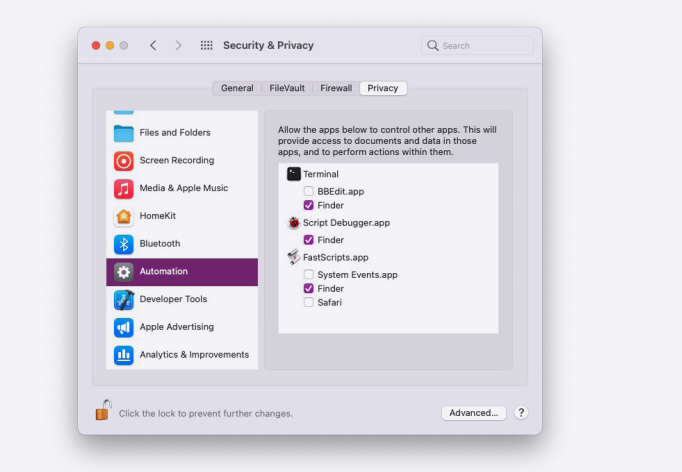 Security & Privacy
Search
General
FileVault
Firewall
Privacy
Files and Folders
Screen Recording
Media & Apple Music
HomeKit
Bluetooth
Automation
Developer Tools
Apple Advertising
Analytics & Improvements
Allow the apps below to control other apps. This will
provide access to documents and data in those
apps, and to perform actions within them.
Terminal
BBEdit.app
Finder
Script Debugger.app
Finder
FastScripts.app
System Events.app
Finder
Safari
Click the lock to prevent further changes.
Advanced...
?